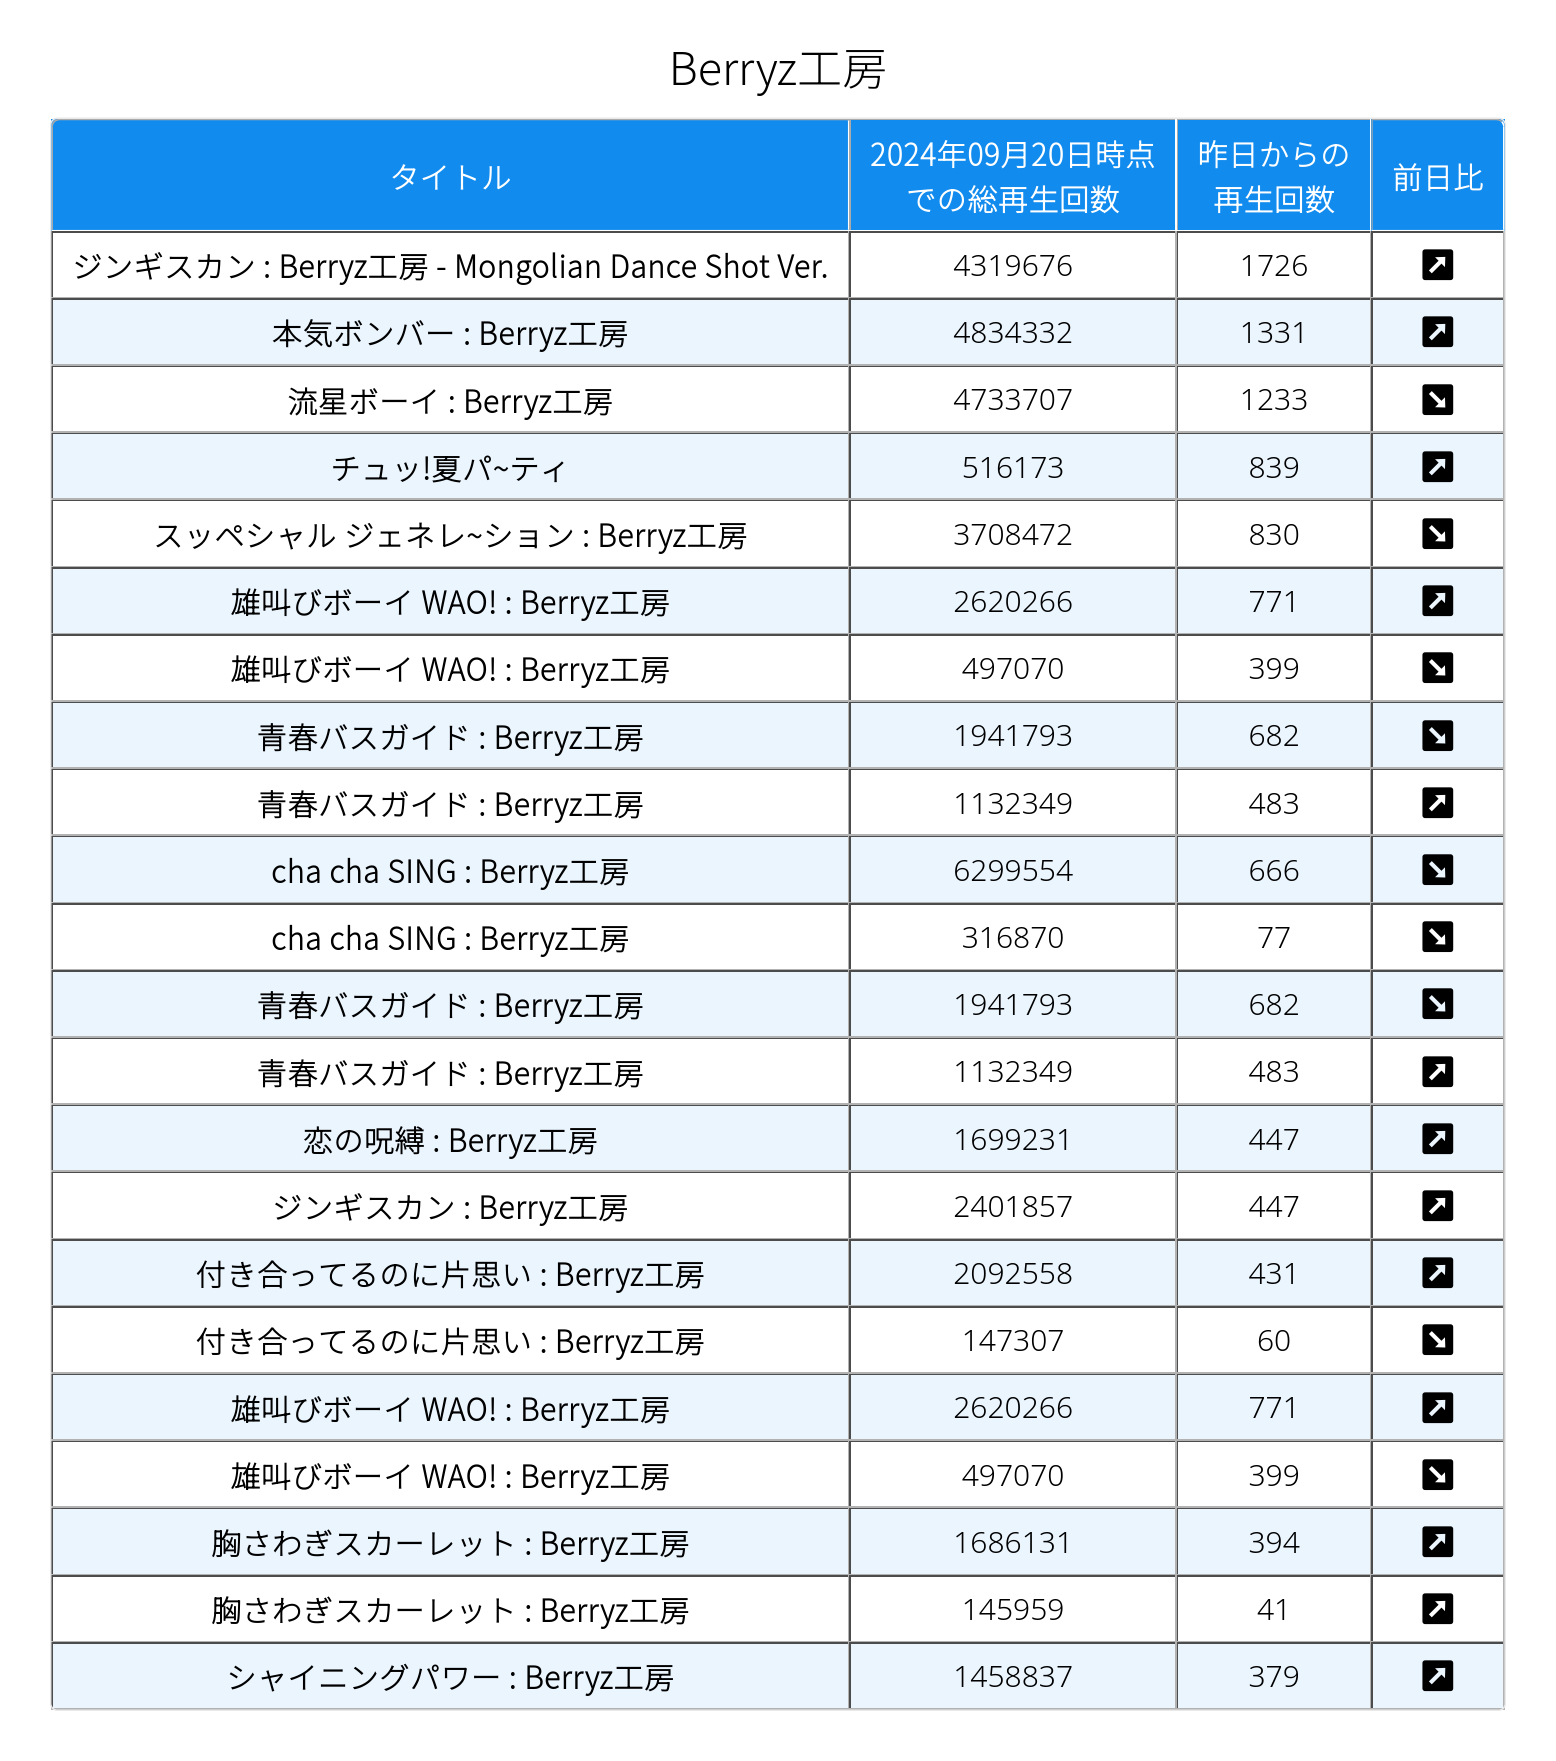 Berryz工房
タイトル
2024年09月20日時点
での総再生回数
昨日からの
再生回数
前日比
ジンギスカン : Berryz工房 - Mongolian Dance Shot Ver. 4319676 1726
本気ボンバー : Berryz工房 4834332 1331
流星ボーイ : Berryz工房 4733707 1233
チュッ!夏パ~ティ 516173 839
スッペシャル ジェネレ~ション : Berryz工房 3708472 830
雄叫びボーイ WAO! : Berryz工房 2620266 771
雄叫びボーイ WAO! : Berryz工房 497070 399
青春バスガイド : Berryz工房 1941793 682
青春バスガイド : Berryz工房 1132349 483
cha cha SING : Berryz工房 6299554 666
cha cha SING : Berryz工房 316870 77
青春バスガイド : Berryz工房 1941793 682
青春バスガイド : Berryz工房 1132349 483
恋の呪縛 : Berryz工房 1699231 447
ジンギスカン : Berryz工房 2401857 447
付き合ってるのに片思い : Berryz工房 2092558 431
付き合ってるのに片思い : Berryz工房 147307 60
雄叫びボーイ WAO! : Berryz工房 2620266 771
雄叫びボーイ WAO! : Berryz工房 497070 399
胸さわぎスカーレット : Berryz工房 1686131 394
胸さわぎスカーレット : Berryz工房 145959 41
シャイニングパワー : Berryz工房 1458837 379